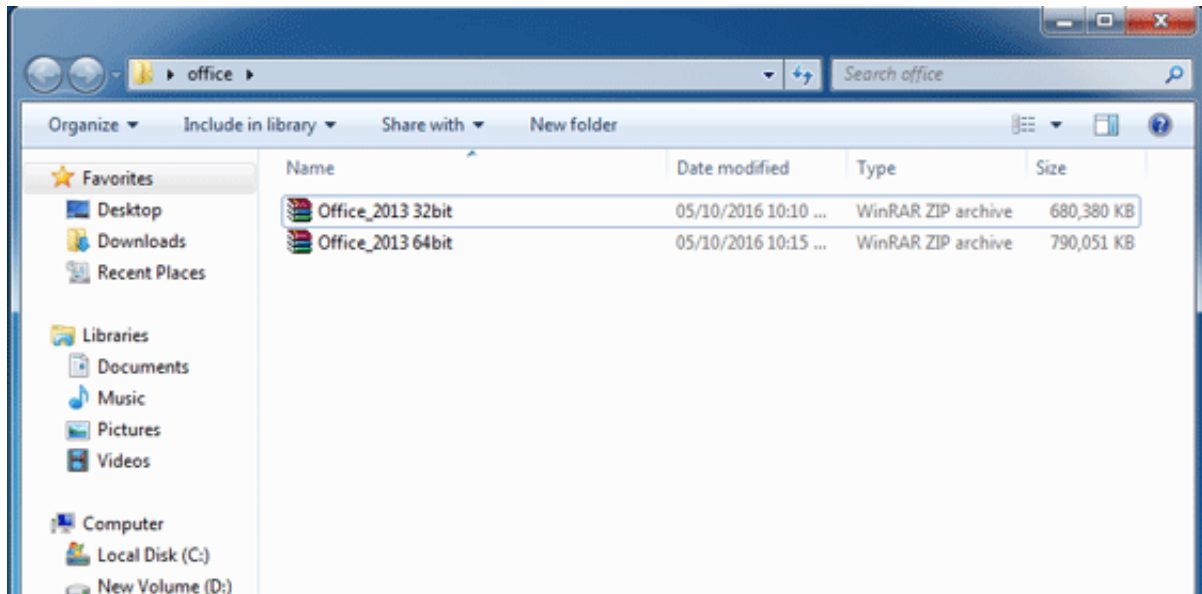 office
Search office
Organize Include in library Share with New folder
Name Date modified Type Size
Favorites
Desktop
Downloads
Recent Places
Libraries
Documents
Music
Pictures
Videos
Computer
Local Disk (C:)
New Volume (D:)
Office_2013 32bit 05/10/2016 10:10 ... WinRAR ZIP archive 680,380 KB
Office_2013 64bit 05/10/2016 10:15 ... WinRAR ZIP archive 790,051 KB